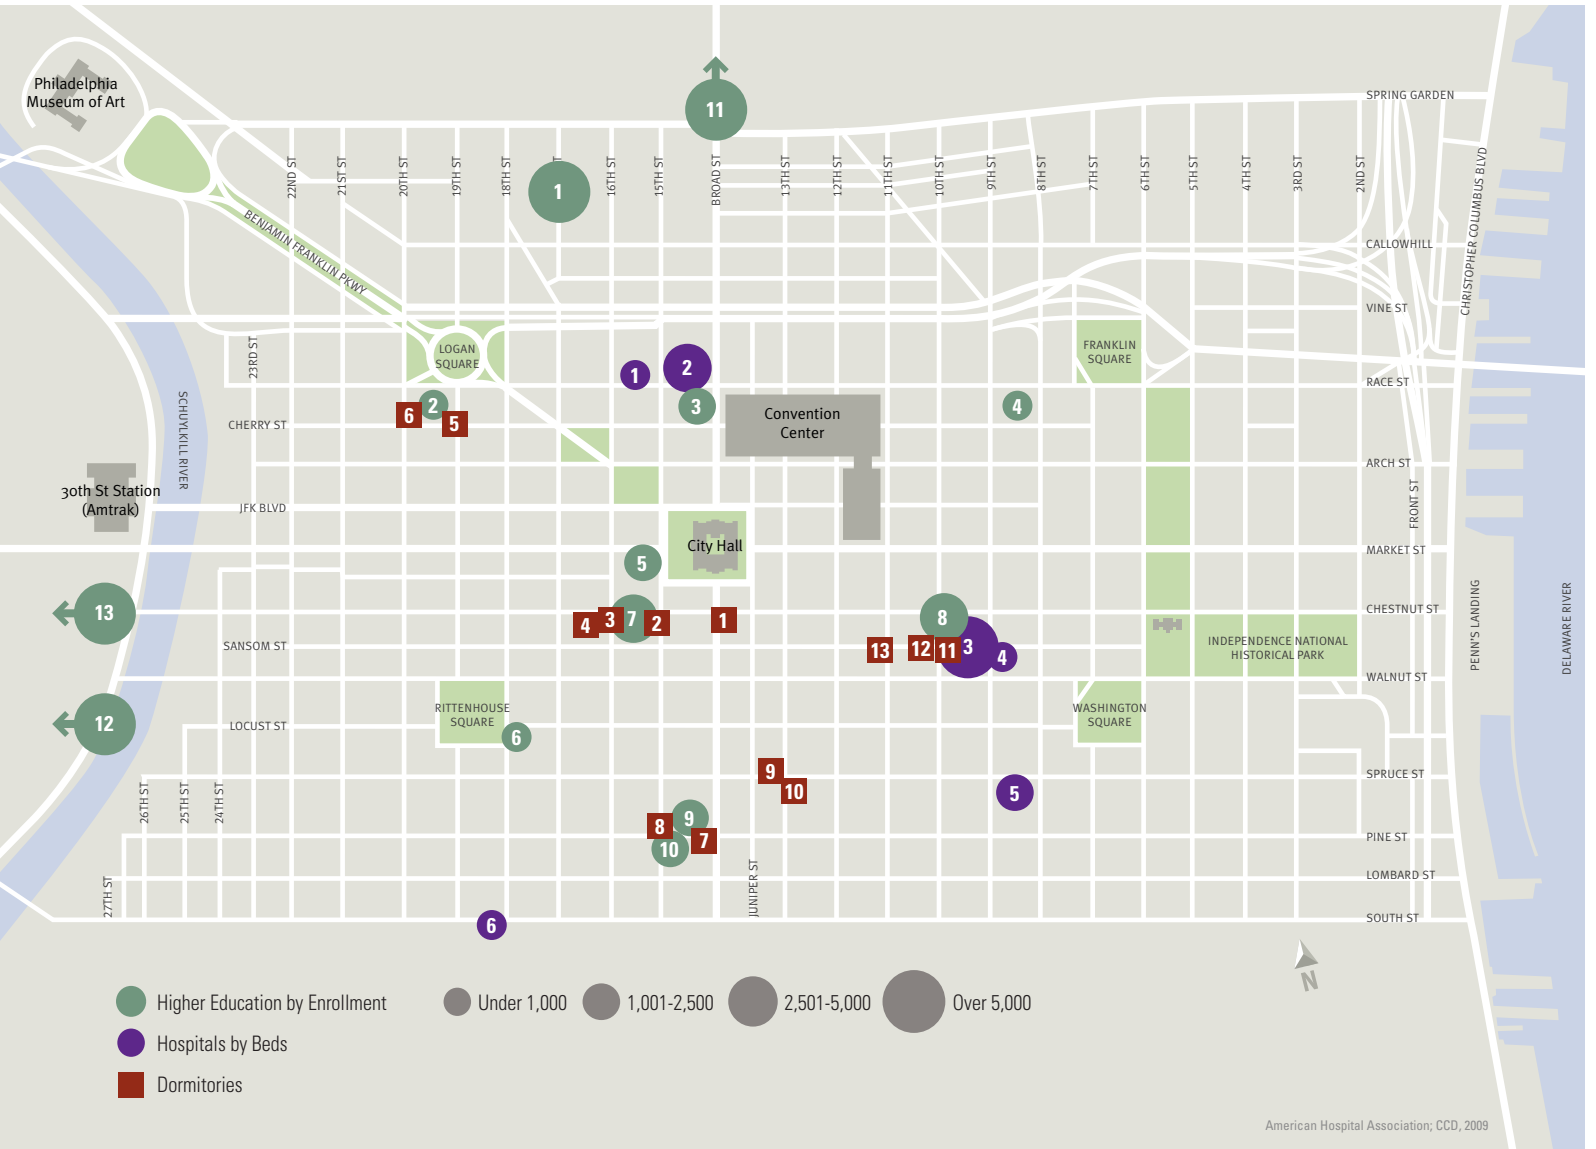 Philadelphia
Museum of Art
11
SPRING GARDEN
22ND ST
21ST ST
20TH ST
19TH ST
18TH ST
1
16TH ST
15TH ST
BROAD ST
13TH ST
12TH ST
11TH ST
10TH ST
9TH ST
8TH ST
7TH ST
6TH ST
5TH ST
4TH ST
3RD ST
2ND ST
CHRISTOPHER COLUMBUS BLVD
BENJAMIN FRANKLIN PKWY
CALLOWHILL
VINE ST
23RD ST
LOGAN
SQUARE
FRANKLIN
SQUARE
1
2
RACE ST
6
2
5
3
4
Convention
Center
CHERRY ST
SCHUYLKILL RIVER
ARCH ST
30th St Station
(Amtrak)
JFK BLVD
FRONT ST
City Hall
5
MARKET ST
13
4
3
7
2
1
8
CHESTNUT ST
PENN'S LANDING
DELAWARE RIVER
SANSOM ST
13
12
11
3
4
INDEPENDENCE NATIONAL
HISTORICAL PARK
WALNUT ST
12
RITTENHOUSE
SQUARE
WASHINGTON
SQUARE
LOCUST ST
6
9
10
5
SPRUCE ST
26TH ST
25TH ST
24TH ST
8
9
10
7
PINE ST
27TH ST
JUNIPER ST
LOMBARD ST
6
SOUTH ST
N
Higher Education by Enrollment
Under 1,000
1,001-2,500
2,501-5,000
Over 5,000
Hospitals by Beds
Dormitories
American Hospital Association; CCD, 2009